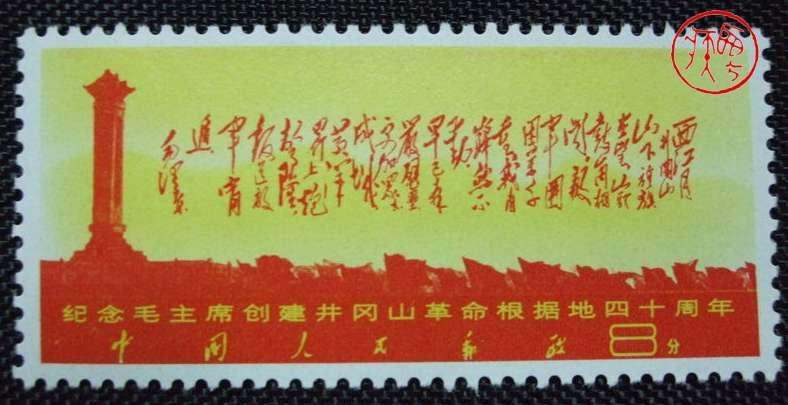 西江月
井冈山
山下旌旗
在望山头
鼓角相
闻敌
军围
困万千
重我自
岿然不
动
早已森
严壁垒
更加众志
成城
黄洋
界上炮
声隆
报道敌
军宵
遁
毛泽东
纪念毛主席创建井冈山革命根据地四十周年
中国人民邮政 8分